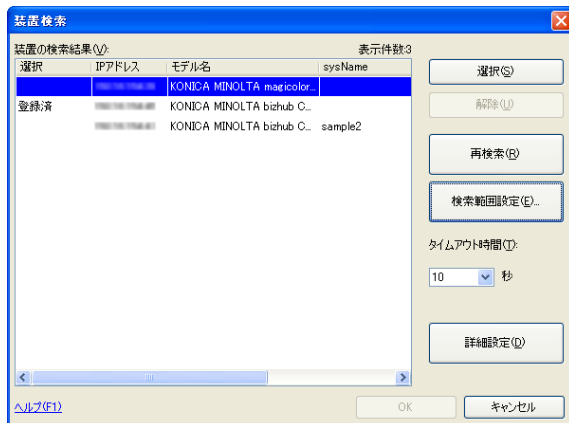 装置検索
装置の検索結果(V):
表示件数:3
選択 IPアドレス モデル名 sysName
KONICA MINOLTA magicolor...
登録済 KONICA MINOLTA bizhub C...
KONICA MINOLTA bizhub C... sample2
選択(S)
解除(U)
再検索(R)
検索範囲設定(E)...
タイムアウト時間(T):
10 秒
詳細設定(D)
ヘルプ(F1)
OK
キャンセル